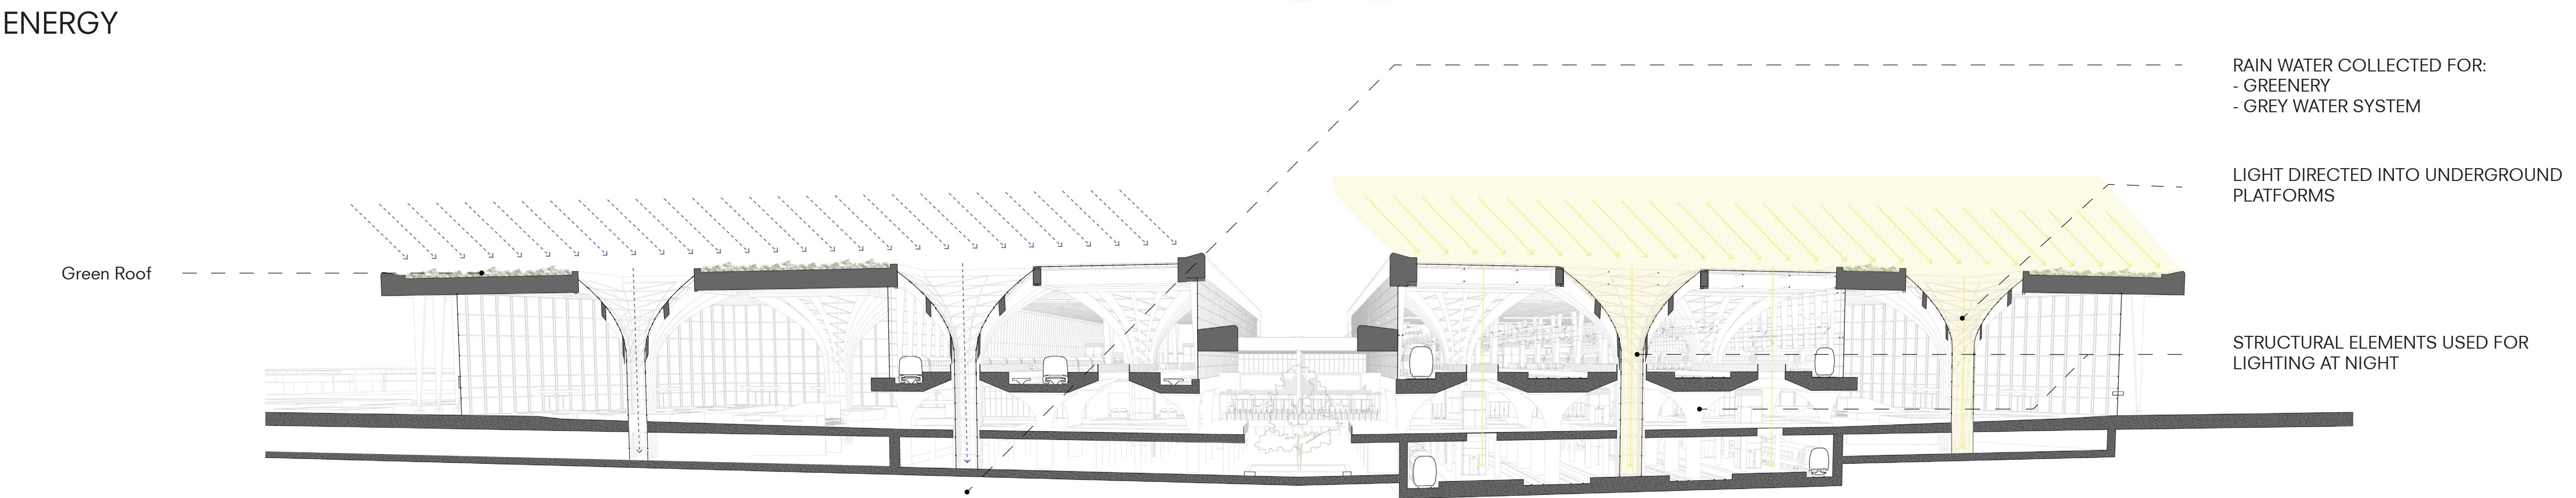 ENERGY
RAIN WATER COLLECTED FOR:
- GREENERY
- GREY WATER SYSTEM
LIGHT DIRECTED INTO UNDERGROUND
PLATFORMS
Green Roof
STRUCTURAL ELEMENTS USED FOR
LIGHTING AT NIGHT